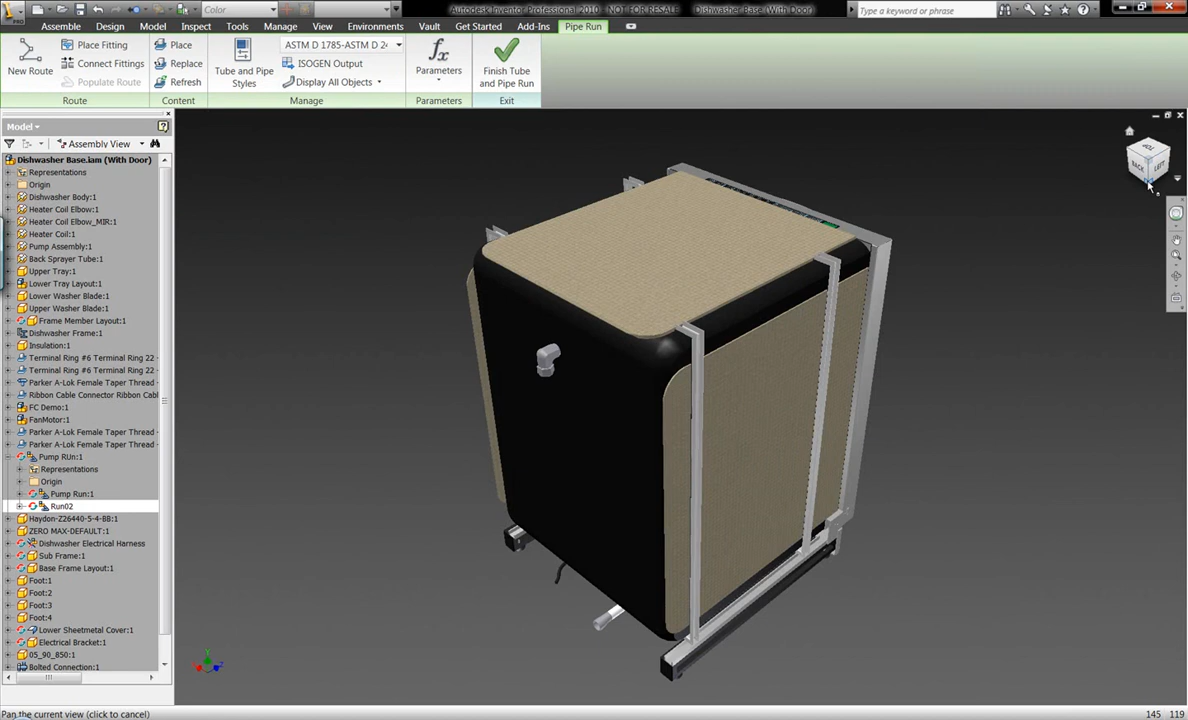 Color
Autodesk Inventor Professional 2010 - NOT FOR RESALE - Dishwasher Base (With Door)
Type a keyword or phrase
PRO
Assembly Design Model Inspect Tools Manage View Environments Vault Get Started Add-Ins Pipe Run
New Route
Place Fitting
Connect Fittings
Populate Route
Route
Place
Replace
Refresh
Content
Tube and Pipe
Styles
ASTM D 1785-ASTM D 24
ISOGEN Output
Display All Objects
Manage
fx
Parameters
Parameters
Finish Tube
and Pipe Run
Exit
Model
Assembly View
Dishwasher Base.iam (With Door)
Representations
Origin
Dishwasher Body:1
Heater Coil Elbow:1
Heater Coil Elbow_MIR:1
Heater Coil:1
Pump Assembly:1
Back Sprayer Tube:1
Upper Tray:1
Lower Tray Layout:1
Lower Washer Blade:1
Upper Washer Blade:1
Frame Member Layout:1
Dishwasher Frame:1
Insulation:1
Terminal Ring #6 Terminal Ring 22 -
Terminal Ring #6 Terminal Ring 22 -
Parker A-Lok Female Taper Thread -
Ribbon Cable Connector Ribbon Cab
FC Demo:1
FanMotor:1
Parker A-Lok Female Taper Thread -
Parker A-Lok Female Taper Thread -
Pump RUn:1
Representations
Origin
Pump Run:1
Run02
Haydon-Z26440-5-4-BB:1
ZERO MAX-DEFAULT:1
Dishwasher Electrical Harness
Sub Frame:1
Base Frame Layout:1
Foot:1
Foot:2
Foot:3
Foot:4
Lower Sheetmetal Cover:1
Electrical Bracket:1
05_90_850:1
Bolted Connection:1
TOP
BACK
LEFT
Pan the current view (click to cancel)
145 119